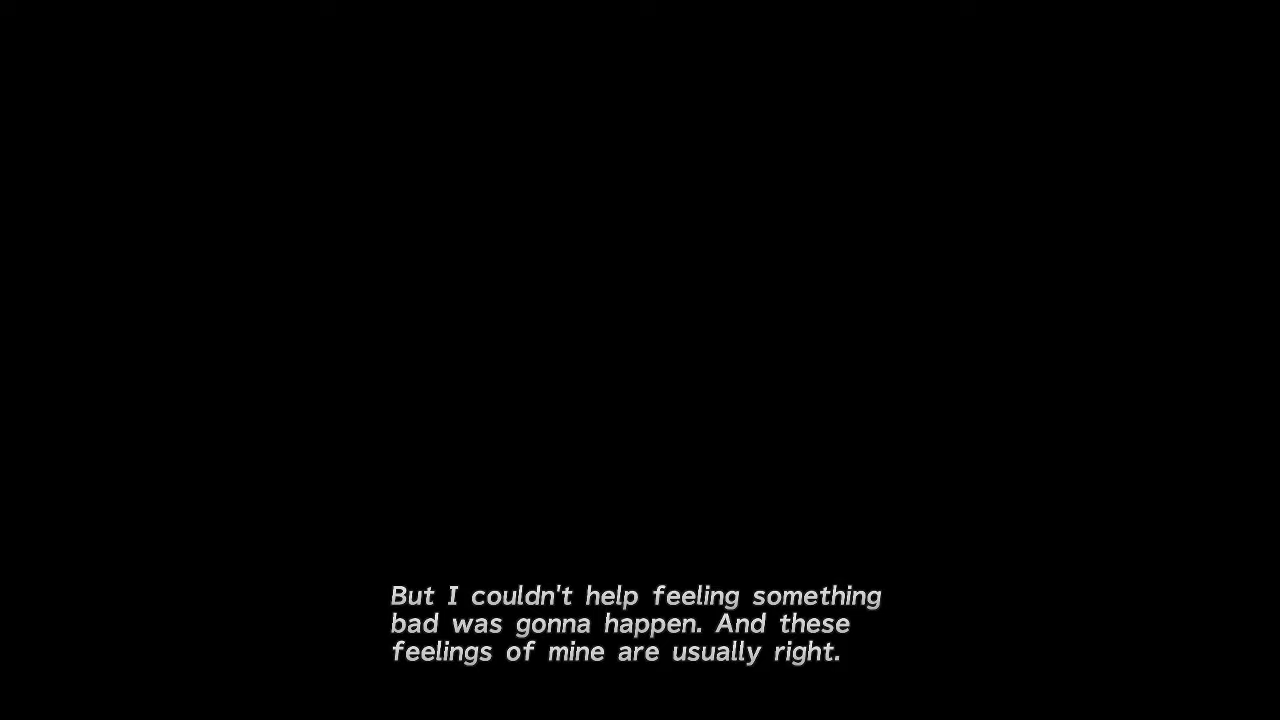 But I couldn't help feeling something
bad was gonna happen. And these
feelings of mine are usually right.